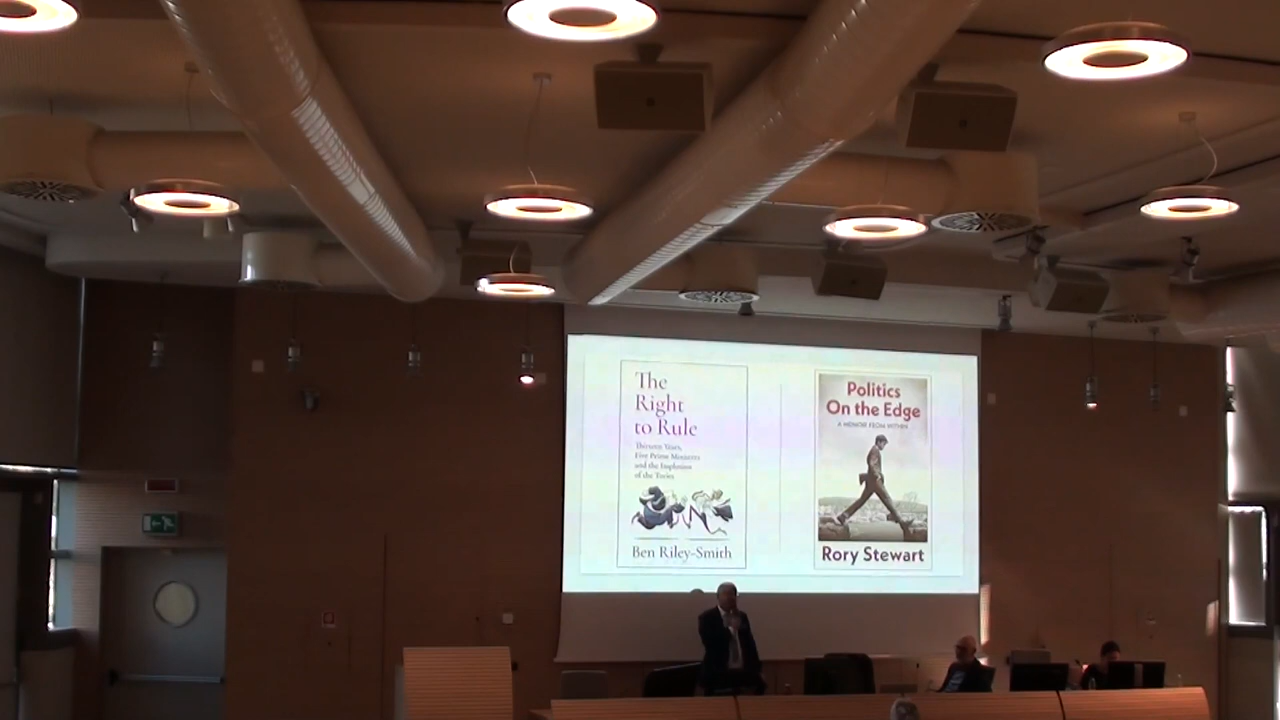 The
Right
to Rule
Thirteen Years,
Five Prime Ministers
and the Implosion
of the Tories
Ben Riley-Smith
Politics
On the Edge
A MEMOIR FROM WITHIN
Rory Stewart